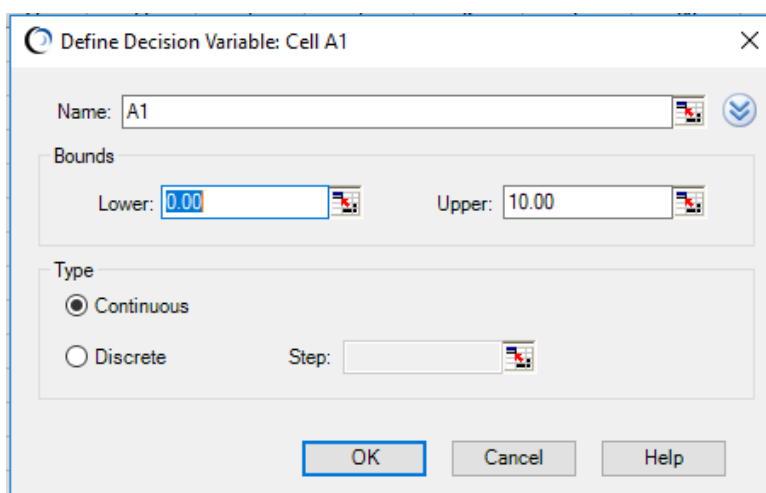 Define Decision Variable: Cell A1
Name: A1
Bounds
Lower: 0.00 Upper: 10.00
Type
Continuous
Discrete Step:
OK Cancel Help